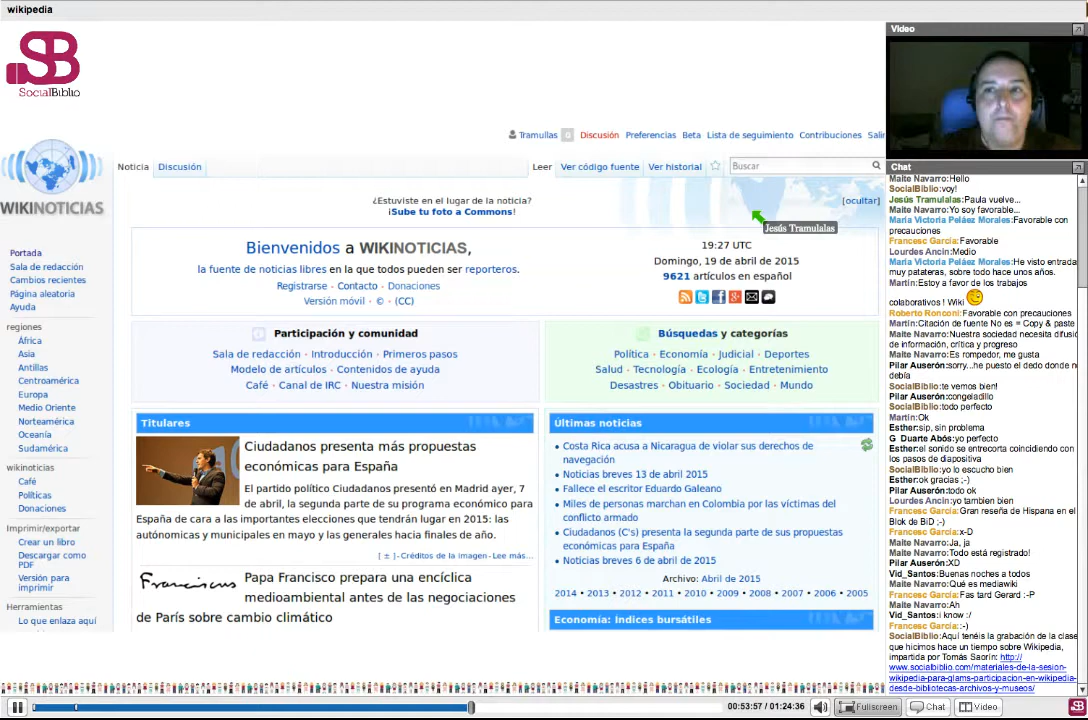 wikipedia
SB
SocialBiblio
Tramullas 0 Discusión Preferencias Beta Lista de seguimiento Contribuciones Salir
Noticia Discusión Leer Ver código fuente Ver historial Buscar
WIKINOTICIAS
¿Estuviste en el lugar de la noticia?
¡Sube tu foto a Commons!
[ocultar]
Jesús Tramulalas
Portada
Sala de redacción
Cambios recientes
Página aleatoria
Ayuda
regiones
África
Asia
Antillas
Centroamérica
Europa
Medio Oriente
Norteamérica
Oceanía
Sudamérica
wikinoticias
Café
Políticas
Donaciones
Imprimir/exportar
Crear un libro
Descargar como
PDF
Versión para
imprimir
Herramientas
Lo que enlaza aquí
Bienvenidos a WIKINOTICIAS,
la fuente de noticias libres en la que todos pueden ser reporteros.
Registrarse · Contacto · Donaciones
Versión móvil · © · (CC)
19:27 UTC
Domingo, 19 de abril de 2015
9621 artículos en español
Participación y comunidad
Sala de redacción · Introducción · Primeros pasos
Modelo de artículos · Contenidos de ayuda
Café · Canal de IRC · Nuestra misión
Búsquedas y categorías
Política · Economía · Judicial · Deportes
Salud · Tecnología · Ecología · Entretenimiento
Desastres · Obituario · Sociedad · Mundo
Titulares
Ciudadanos presenta más propuestas
económicas para España
El partido político Ciudadanos presentó en Madrid ayer, 7
de abril, la segunda parte de su programa económico para
España de cara a las importantes elecciones que tendrán lugar en 2015: las
autónomicas y municipales en mayo y las generales hacia finales de año.
[ ± ]-Créditos de la imagen-Lee más...
Franciscus
Papa Francisco prepara una encíclica
medioambiental antes de las negociaciones
de París sobre cambio climático
Últimas noticias
• Costa Rica acusa a Nicaragua de violar sus derechos de
navegación
• Noticias breves 13 de abril 2015
• Fallece el escritor Eduardo Galeano
• Miles de personas marchan en Colombia por las víctimas del
conflicto armado
• Ciudadanos (C's) presenta la segunda parte de sus propuestas
económicas para España
• Noticias breves 6 de abril de 2015
Archivo: Abril de 2015
2014 • 2013 • 2012 • 2011 • 2010 • 2009 • 2008 • 2007 • 2006 • 2005
Economía: Índices bursátiles
Video
Chat
Maite Navarro:Hello
SocialBiblio:voy!
Jesús Tramulalas:Paula vuelve...
Maite Navarro:Yo soy favorable...
Maria Victoria Peláez Morales:Favorable con
precauciones
Francesc García:Favorable
Lourdes Ancin:Medio
Maria Victoria Peláez Morales:He visto entradas
muy patateras, sobre todo hace unos años.
Martin:Estoy a favor de los trabajos
colaborativos ! Wiki
Roberto Ronconi:Favorable con precauciones
Martin:Citación de fuente No es = Copy & paste
Maite Navarro:Nuestra sociedad necesita difusión
de información, crítica y progreso
Maite Navarro:Es rompedor, me gusta
Pilar Auserón:sorry...he puesto el dedo donde no
debía
SocialBiblio:te vemos bien!
Pilar Auserón:congeladillo
SocialBiblio:todo perfecto
Martin:Ok
Esther:sip, sin problema
G Duarte Abós:yo perfecto
Esther:el sonido se entrecorta coincidiendo con
los pasos de diapositiva
SocialBiblio:yo lo escucho bien
Esther:ok gracias ;-)
Pilar Auserón:todo ok
Lourdes Ancin:yo tambien bien
Francesc García:Gran reseña de Hispana en el
Blok de BiD ;-)
Francesc García:x-D
Maite Navarro:Ja, ja
Maite Navarro:Todo está registrado!
Pilar Auserón:XD
Vid_Santos:Buenas noches a todos
Maite Navarro:Qué es mediawki
Francesc García:Fas tard Gerard :-P
Maite Navarro:Ah
Vid_Santos:i know :/
Francesc García::-)
SocialBiblio:Aquí tenéis la grabación de la clase
que hicimos hace un tiempo sobre Wikipedia,
impartida por Tomás Saorín: http://
www.socialbiblio.com/materiales-de-la-sesion-
wikipedia-para-glams-participacion-en-wikipedia-
desde-bibliotecas-archivos-y-museos/
00:53:57 / 01:24:36 Fullscreen Chat Video SB